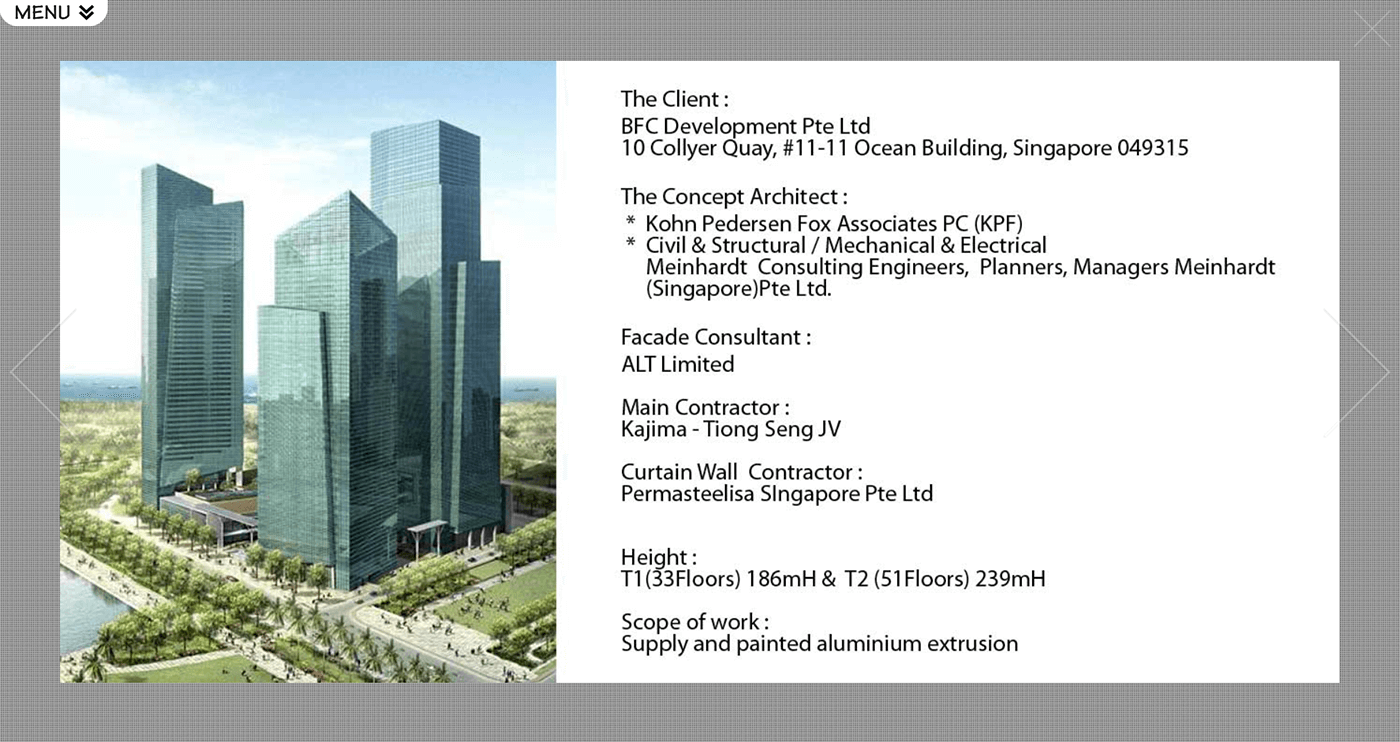 MENU
The Client :
BFC Development Pte Ltd
10 Collyer Quay, #11-11 Ocean Building, Singapore 049315
The Concept Architect :
* Kohn Pedersen Fox Associates PC (KPF)
* Civil & Structural / Mechanical & Electrical
Meinhardt  Consulting Engineers,  Planners, Managers Meinhardt
(Singapore)Pte Ltd.
Facade Consultant :
ALT Limited
Main Contractor :
Kajima - Tiong Seng JV
Curtain Wall  Contractor :
Permasteelisa SIngapore Pte Ltd
Height :
T1(33Floors) 186mH &  T2 (51Floors) 239mH
Scope of work :
Supply and painted aluminium extrusion